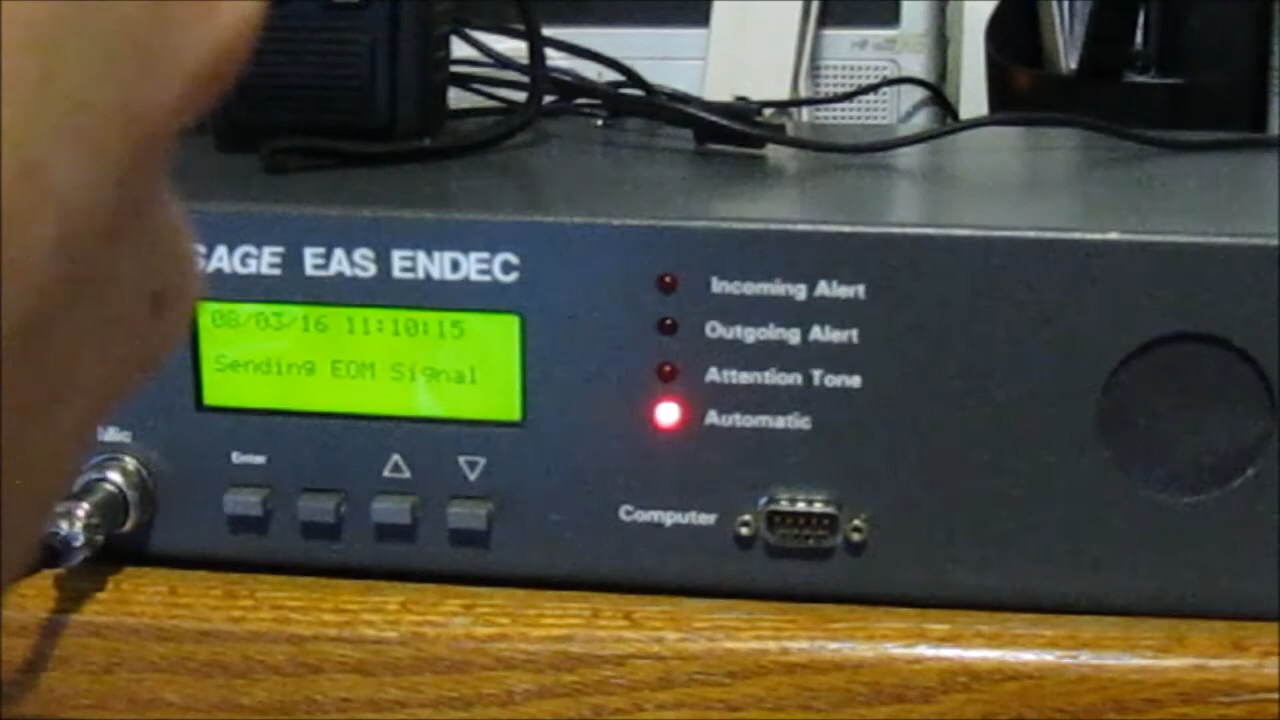 SAGE EAS ENDEC
08/03/16 11:10:15
Sending EOM Signal
Incoming Alert
Outgoing Alert
Attention Tone
Automatic
Mic
Enter
Computer